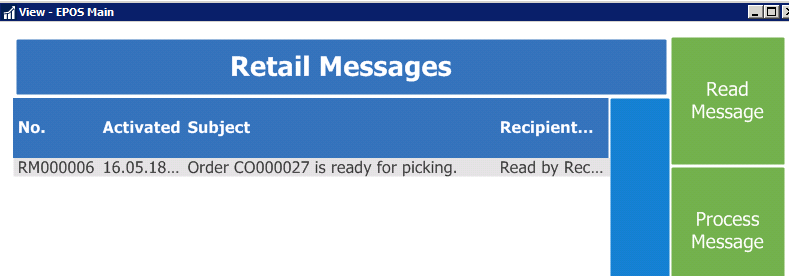 View - EPOS Main
Retail Messages
Read
Message
No. Activated Subject Recipient...
RM000006 16.05.18... Order CO000027 is ready for picking. Read by Rec...
Process
Message